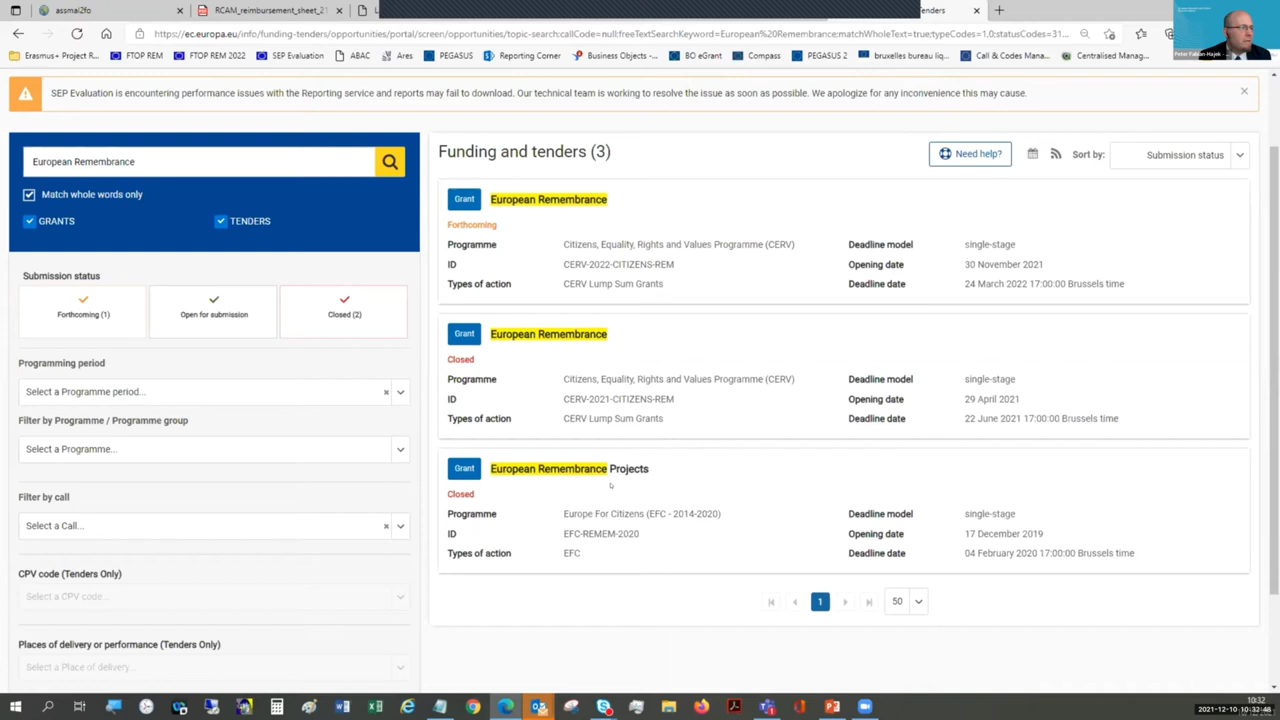 assmai2fo
RCAM_reimbursement_sheet_21
Tenders
https://ec.europa.eu/info/funding-tenders/opportunities/portal/screen/opportunities/topic-search;callCode=null;freeTextSearchKeyword=European%20Remembrance;matchWholeText=true;typeCodes=1,0;statusCodes=31...
Peter Fabian Hajek
Erasmus+ Project R...
FTOP REM
FTOP REM 2022
SEP Evaluation
ABAC
Ares
PEGASUS
Reporting Corner
Business Objects -...
BO eGrant
Compass
PEGASUS 2
bruxelles bureau liq...
Call & Codes Mana...
Centralised Manag...
SEP Evaluation is encountering performance issues with the Reporting service and reports may fail to download. Our technical team is working to resolve the issue as soon as possible. We apologize for any inconvenience this may cause.
European Remembrance
Match whole words only
GRANTS
TENDERS
Submission status
Forthcoming (1)
Open for submission
Closed (2)
Programming period
Select a Programme period...
Filter by Programme / Programme group
Select a Programme...
Filter by call
Select a Call...
CPV code (Tenders Only)
Select a CPV code...
Places of delivery or performance (Tenders Only)
Select a Place of delivery...
Funding and tenders (3)
Need help?
Sort by:
Submission status
Grant European Remembrance
Forthcoming
Programme Citizens, Equality, Rights and Values Programme (CERV) Deadline model single-stage
ID CERV-2022-CITIZENS-REM Opening date 30 November 2021
Types of action CERV Lump Sum Grants Deadline date 24 March 2022 17:00:00 Brussels time
Grant European Remembrance
Closed
Programme Citizens, Equality, Rights and Values Programme (CERV) Deadline model single-stage
ID CERV-2021-CITIZENS-REM Opening date 29 April 2021
Types of action CERV Lump Sum Grants Deadline date 22 June 2021 17:00:00 Brussels time
Grant European Remembrance Projects
Closed
Programme Europe For Citizens (EFC - 2014-2020) Deadline model single-stage
ID EFC-REMEM-2020 Opening date 17 December 2019
Types of action EFC Deadline date 04 February 2020 17:00:00 Brussels time
1
50
10:32
2021-12-10 10:32:48